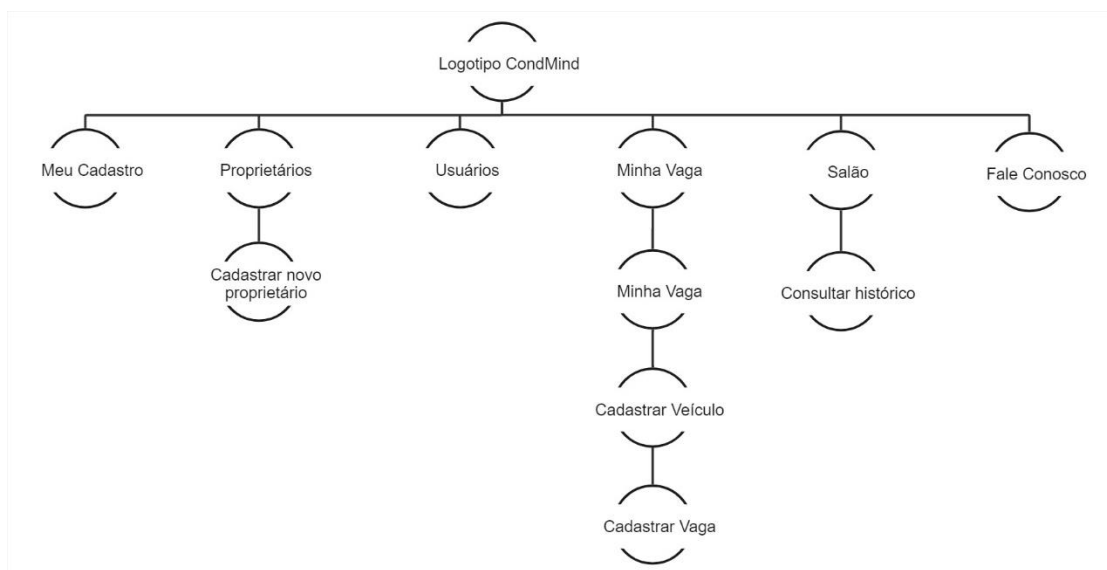 Logotipo CondMind
Meu Cadastro
Proprietários
Usuários
Minha Vaga
Salão
Fale Conosco
Cadastrar novo
proprietário
Minha Vaga
Consultar histórico
Cadastrar Veículo
Cadastrar Vaga